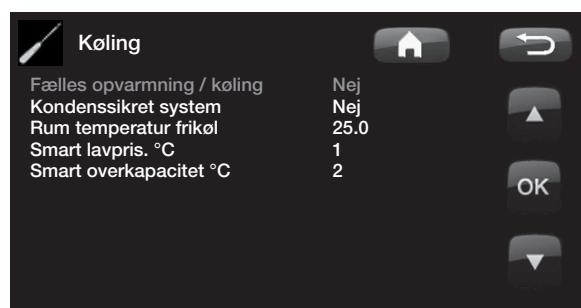 Køling
Fælles opvarmning / køling Nej
Kondenssikret system Nej
Rum temperatur frikøl 25.0
Smart lavpris. °C 1
Smart overkapacitet °C 2
OK